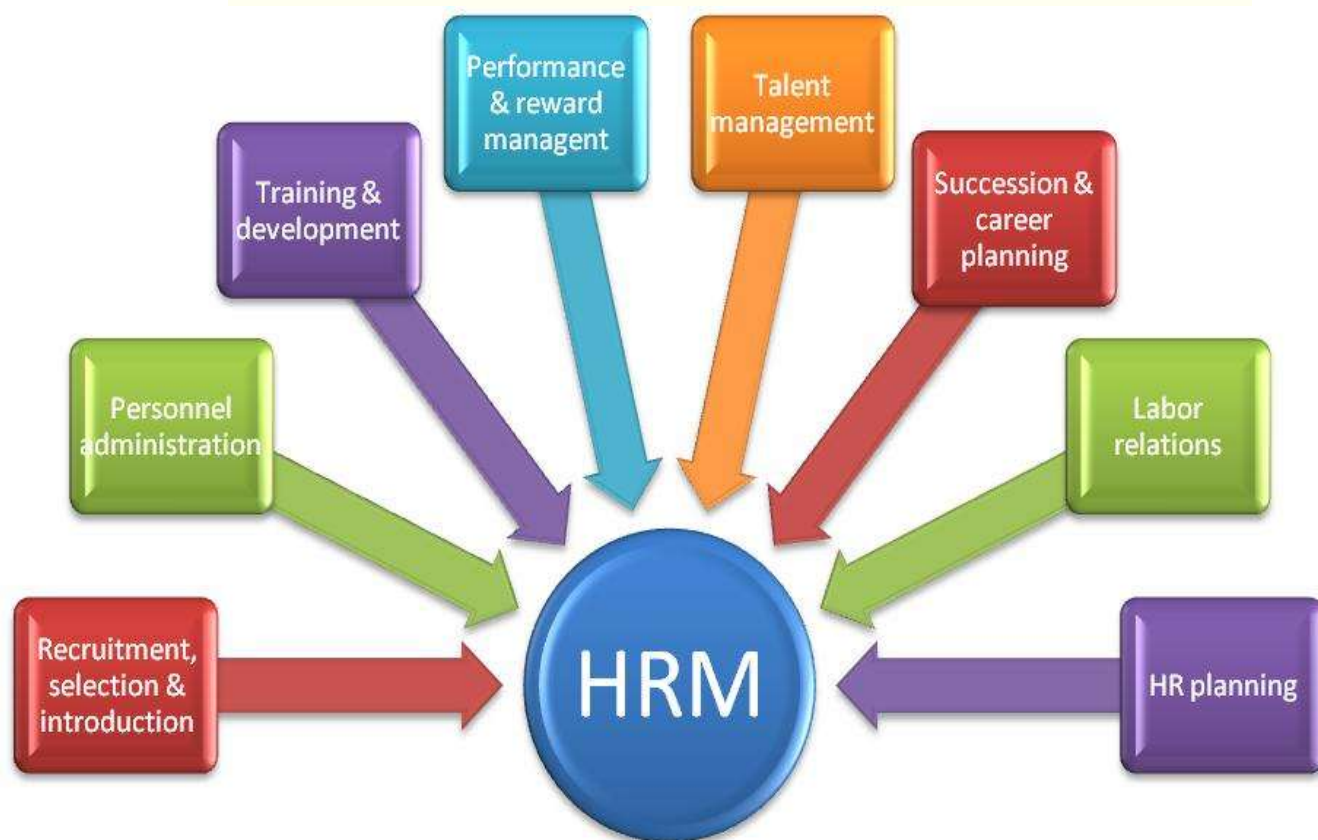 Recruitment,
selection &
introduction
Personnel
administration
Training &
development
Performance
& reward
managent
Talent
management
Succession &
career
planning
Labor
relations
HR planning
HRM